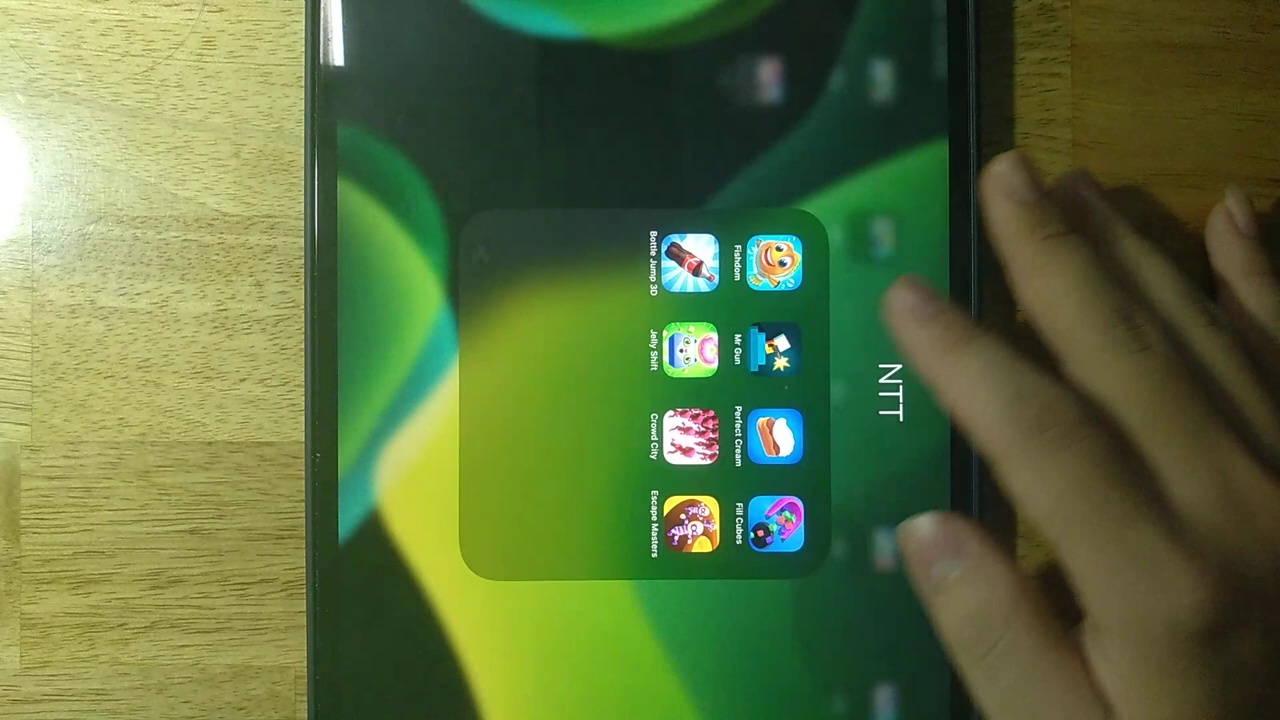 NTT
Fishdom
Mr Gun
Perfect Cream
Fill Cubes
Bottle Jump 3D
Jelly Shift
Crowd City
Escape Masters